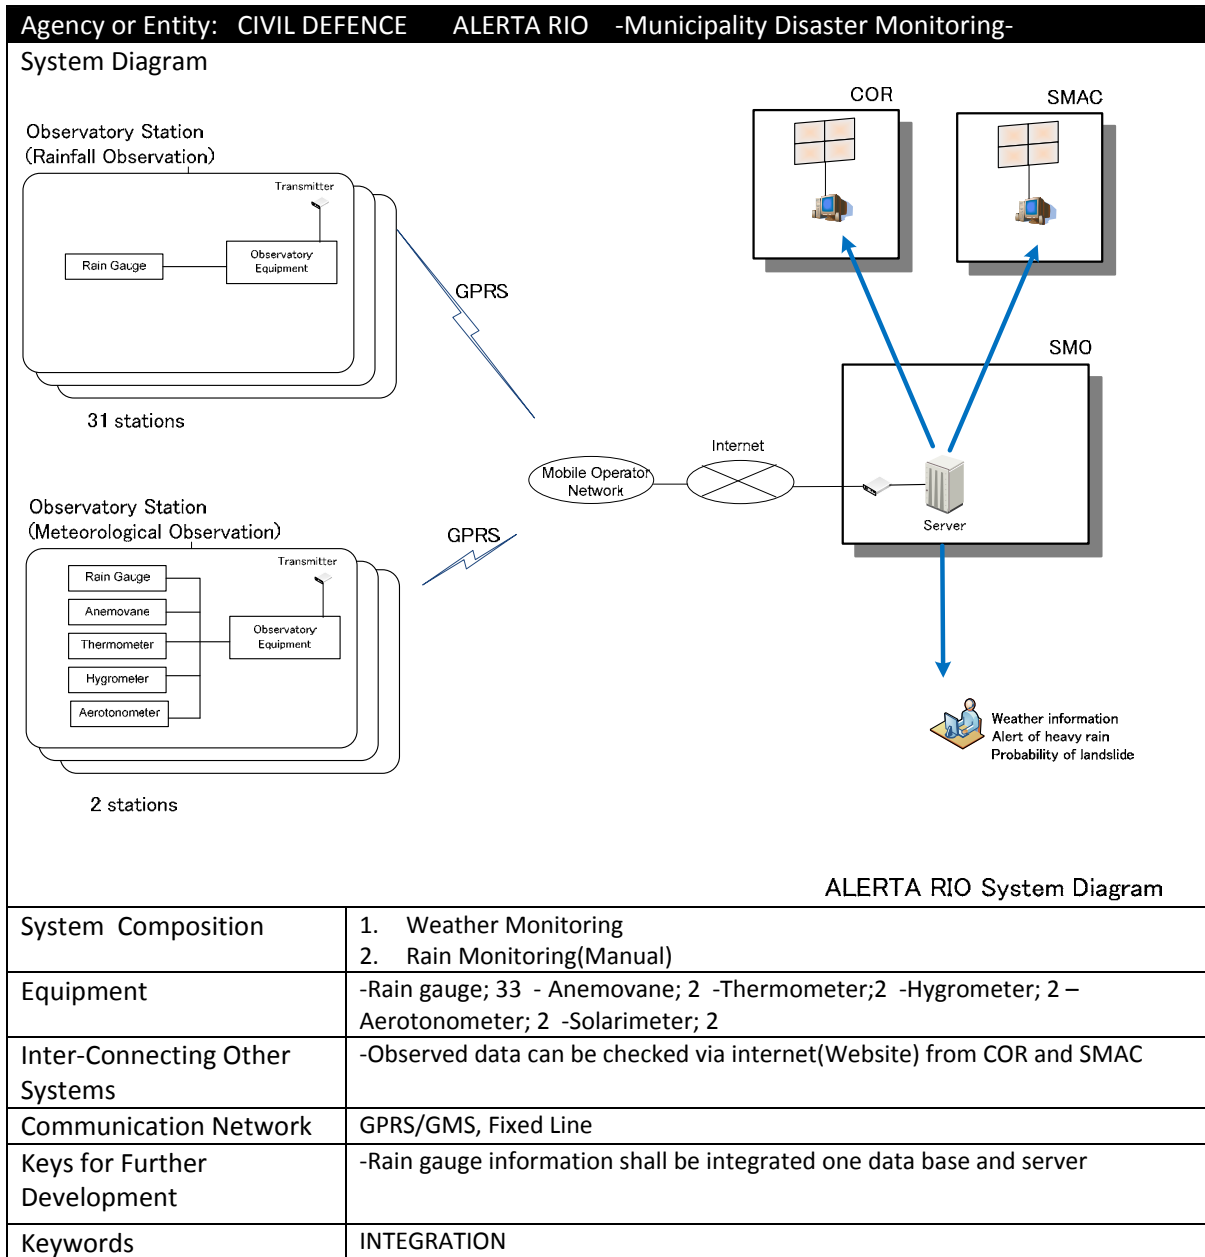 Agency or Entity: CIVIL DEFENCE ALERTA RIO -Municipality Disaster Monitoring-
System Diagram
COR
SMAC
Observatory Station
(Rainfall Observation)
Transmitter
Rain Gauge
Observatory
Equipment
GPRS
31 stations
SMO
Internet
Mobile Operator
Network
Server
Observatory Station
(Meteorological Observation)
GPRS
Transmitter
Rain Gauge
Anemovane
Thermometer
Hygrometer
Aerotonometer
Observatory
Equipment
2 stations
Weather information
Alert of heavy rain
Probability of landslide
ALERTA RIO System Diagram
System Composition
1. Weather Monitoring
2. Rain Monitoring(Manual)
Equipment
-Rain gauge; 33 - Anemovane; 2 -Thermometer;2 -Hygrometer; 2 –
Aerotonometer; 2 -Solarimeter; 2
Inter-Connecting Other
Systems
-Observed data can be checked via internet(Website) from COR and SMAC
Communication Network
GPRS/GMS, Fixed Line
Keys for Further
Development
-Rain gauge information shall be integrated one data base and server
Keywords
INTEGRATION